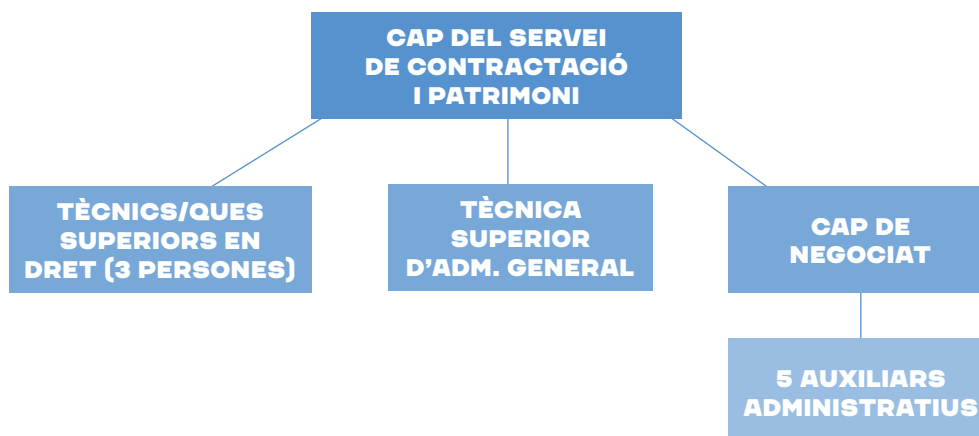 CAP DEL SERVEI
DE CONTRACTACIÓ
I PATRIMONI
TÈCNICS/QUES
SUPERIORS EN
DRET (3 PERSONES)
TÈCNICA
SUPERIOR
D’ADM. GENERAL
CAP DE
NEGOCIAT
5 AUXILIARS
ADMINISTRATIUS